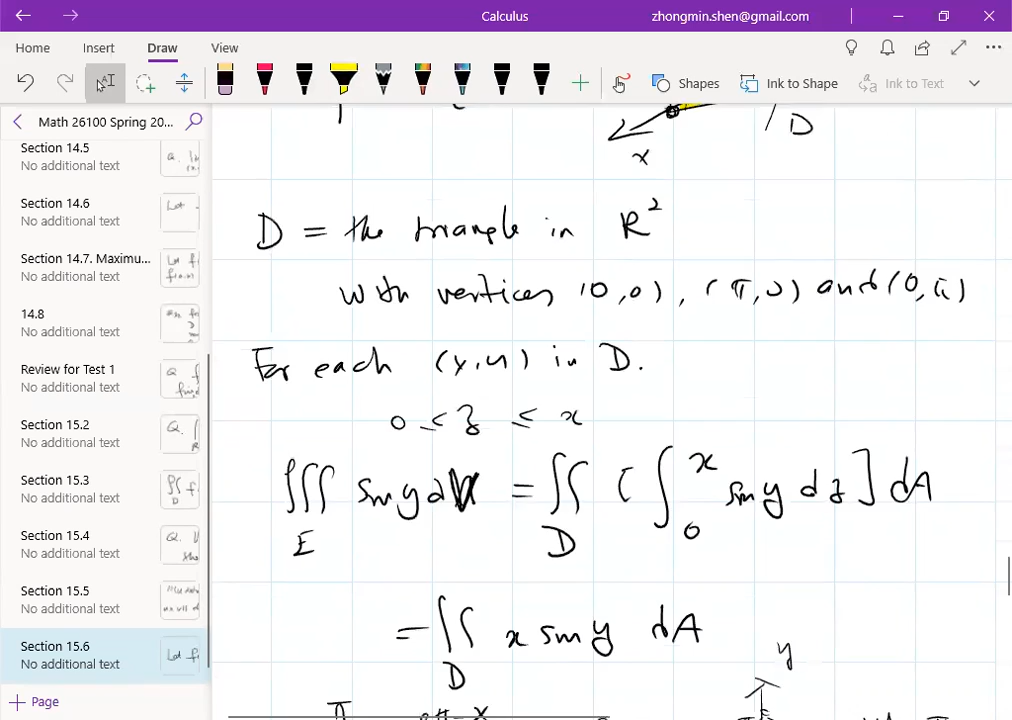 Calculus
zhongmin.shen@gmail.com
Home Insert Draw View
Shapes Ink to Shape Ink to Text
Math 26100 Spring 20...
Section 14.5
No additional text
Section 14.6
No additional text
Section 14.7. Maximu...
No additional text
14.8
No additional text
Review for Test 1
No additional text
Section 15.2
No additional text
Section 15.3
No additional text
Section 15.4
No additional text
Section 15.5
No additional text
Section 15.6
No additional text
Page
x D
D = the triangle in R²
with vertices (0,0), (π,0) and (0,π)
For each (x,y) in D.
0 ≤ z ≤ x
∭_E sin y dV = ∬_D [∫_0^x sin y dz] dA
= ∬_D x sin y dA
y
π π-x